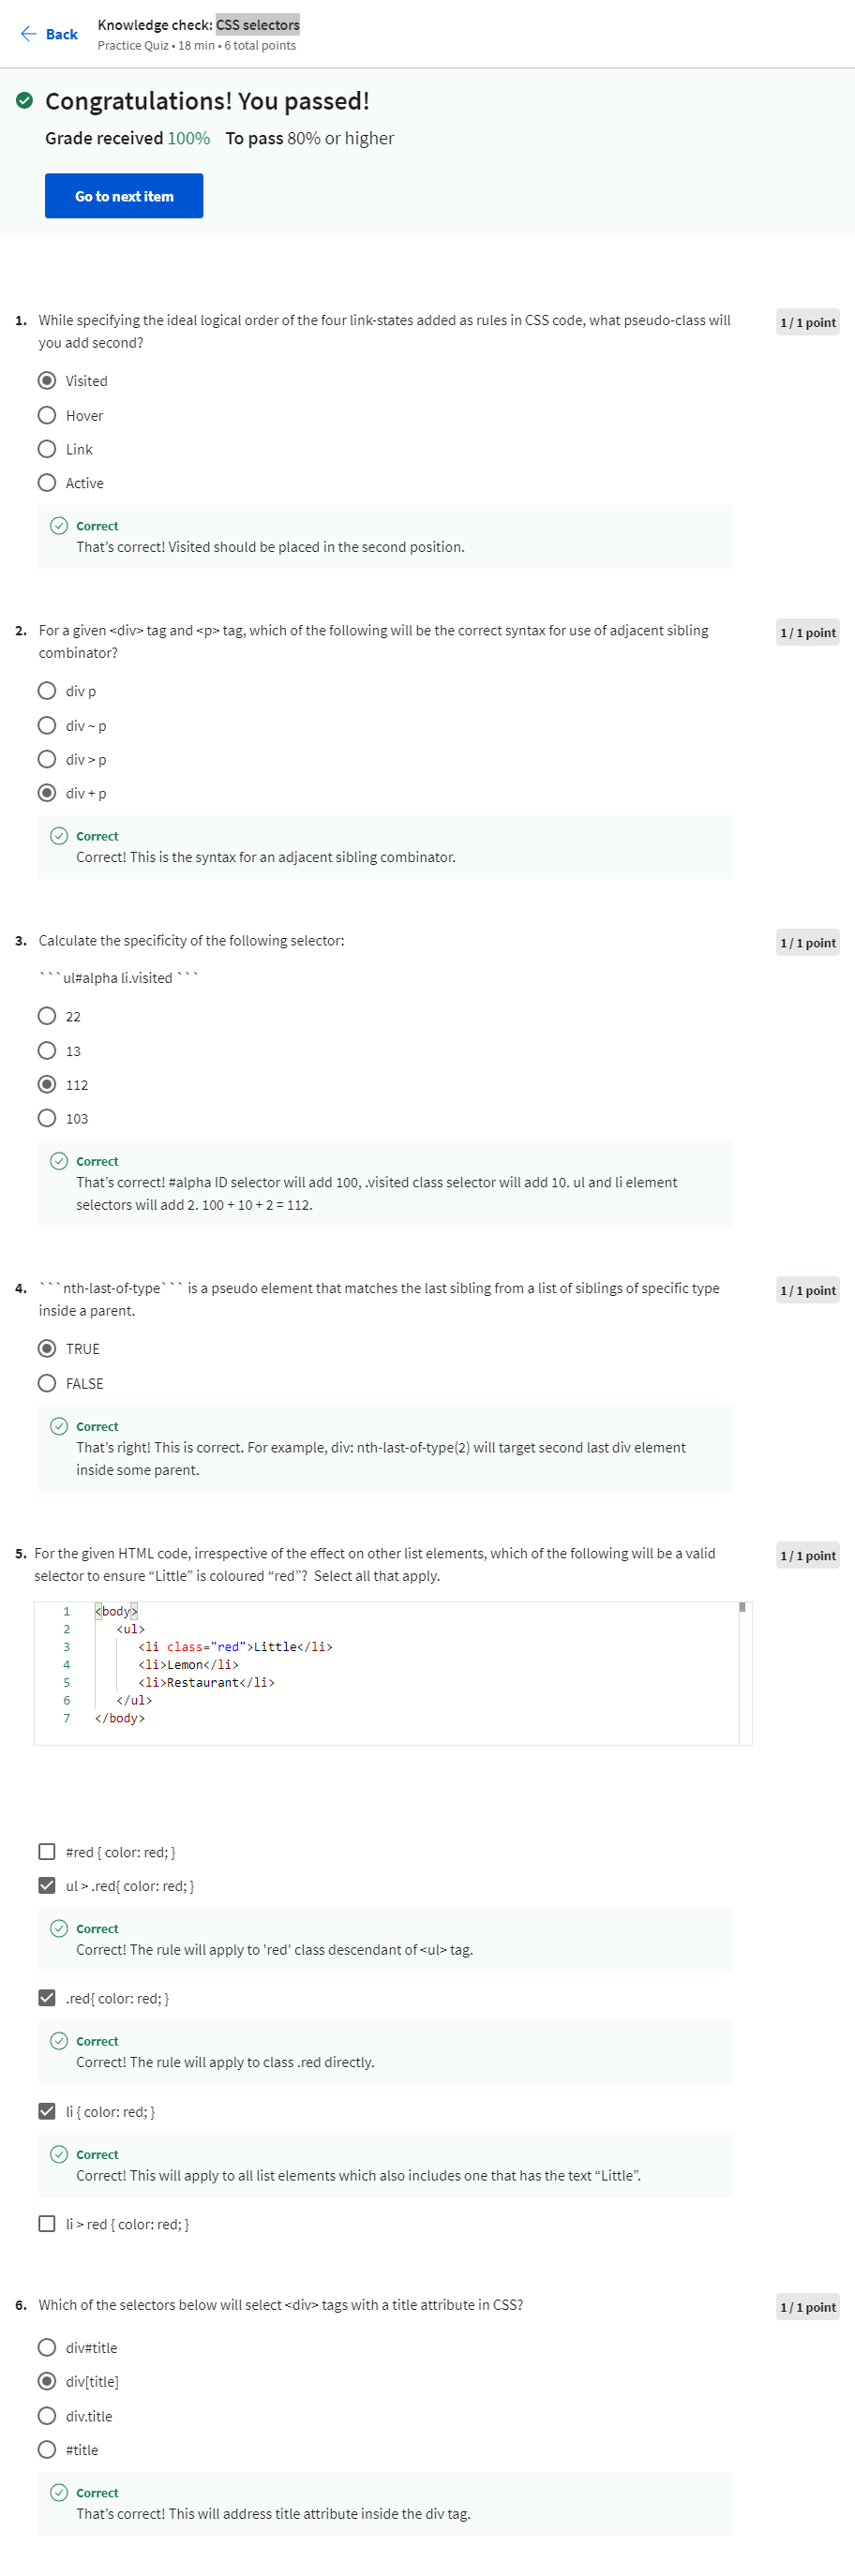 Back
Knowledge check: CSS selectors
Practice Quiz • 18 min • 6 total points
Congratulations! You passed!
Grade received 100% To pass 80% or higher
Go to next item
1. While specifying the ideal logical order of the four link-states added as rules in CSS code, what pseudo-class will
you add second?
1 / 1 point
Visited
Hover
Link
Active
Correct
That's correct! Visited should be placed in the second position.
2. For a given <div> tag and <p> tag, which of the following will be the correct syntax for use of adjacent sibling
combinator?
1 / 1 point
div p
div ~ p
div > p
div + p
Correct
Correct! This is the syntax for an adjacent sibling combinator.
3. Calculate the specificity of the following selector:
1 / 1 point
```ul#alpha li.visited ```
22
13
112
103
Correct
That's correct! #alpha ID selector will add 100, .visited class selector will add 10. ul and li element
selectors will add 2. 100 + 10 + 2 = 112.
4. ```nth-last-of-type``` is a pseudo element that matches the last sibling from a list of siblings of specific type
inside a parent.
1 / 1 point
TRUE
FALSE
Correct
That's right! This is correct. For example, div: nth-last-of-type(2) will target second last div element
inside some parent.
5. For the given HTML code, irrespective of the effect on other list elements, which of the following will be a valid
selector to ensure “Little” is coloured “red”? Select all that apply.
1 / 1 point
1 <body>
2 <ul>
3 <li class="red">Little</li>
4 <li>Lemon</li>
5 <li>Restaurant</li>
6 </ul>
7 </body>
#red { color: red; }
ul > .red{ color: red; }
Correct
Correct! The rule will apply to 'red' class descendant of <ul> tag.
.red{ color: red; }
Correct
Correct! The rule will apply to class .red directly.
li { color: red; }
Correct
Correct! This will apply to all list elements which also includes one that has the text “Little”.
li > red { color: red; }
6. Which of the selectors below will select <div> tags with a title attribute in CSS?
1 / 1 point
div#title
div[title]
div.title
#title
Correct
That's correct! This will address title attribute inside the div tag.